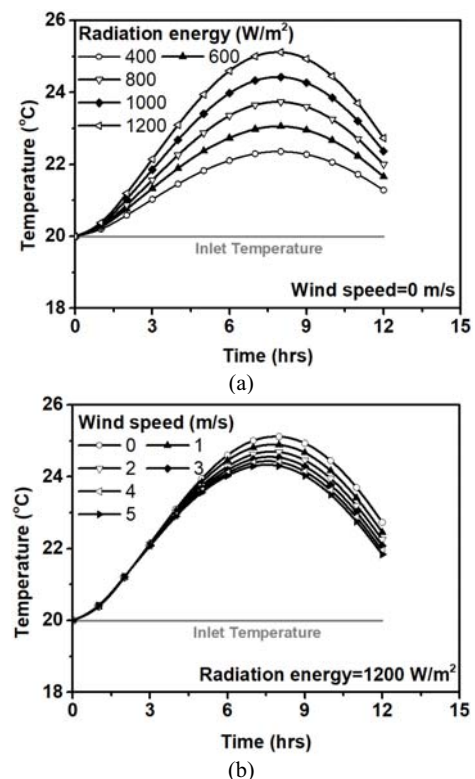 Radiation energy (W/m²)
400 600
800
1000
1200
26
24
22
20
18
Temperature (°C)
Inlet Temperature
Wind speed=0 m/s
0 3 6 9 12 15
Time (hrs)
(a)
Wind speed (m/s)
0 1
2 3
4
5
26
24
22
20
18
Temperature (°C)
Inlet Temperature
Radiation energy=1200 W/m²
0 3 6 9 12 15
Time (hrs)
(b)